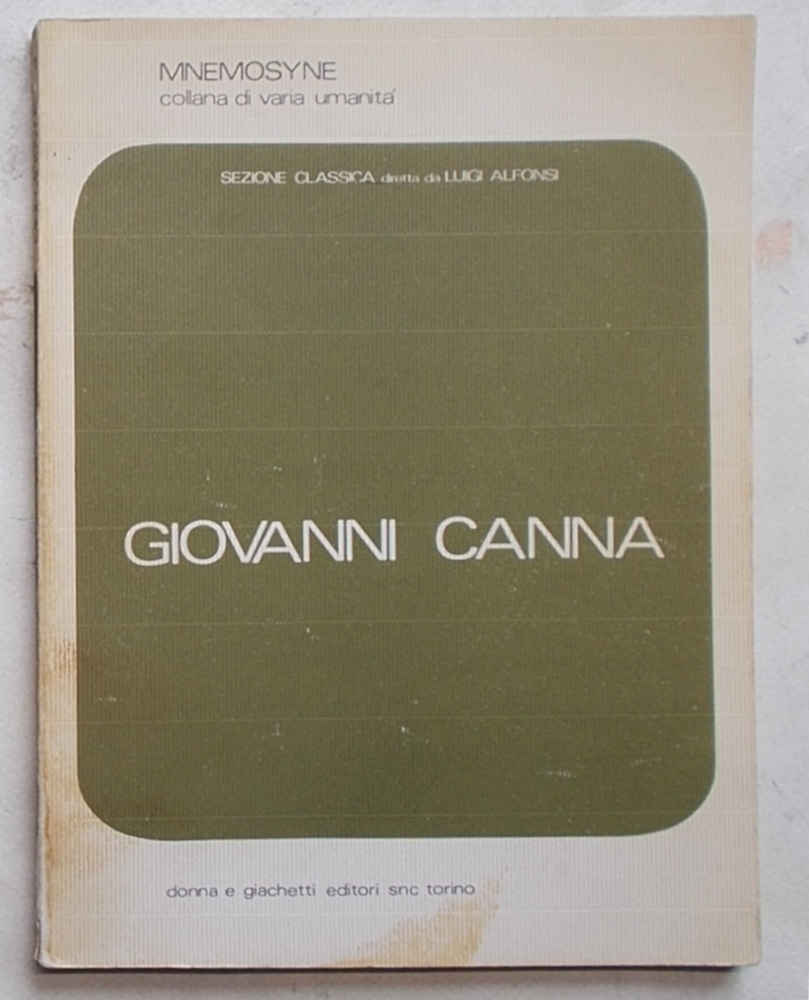 MNEMOSYNE
collana di varia umanita'
SEZIONE CLASSICA diretta da LUIGI ALFONSI
GIOVANNI CANNA
donna e giachetti editori snc torino